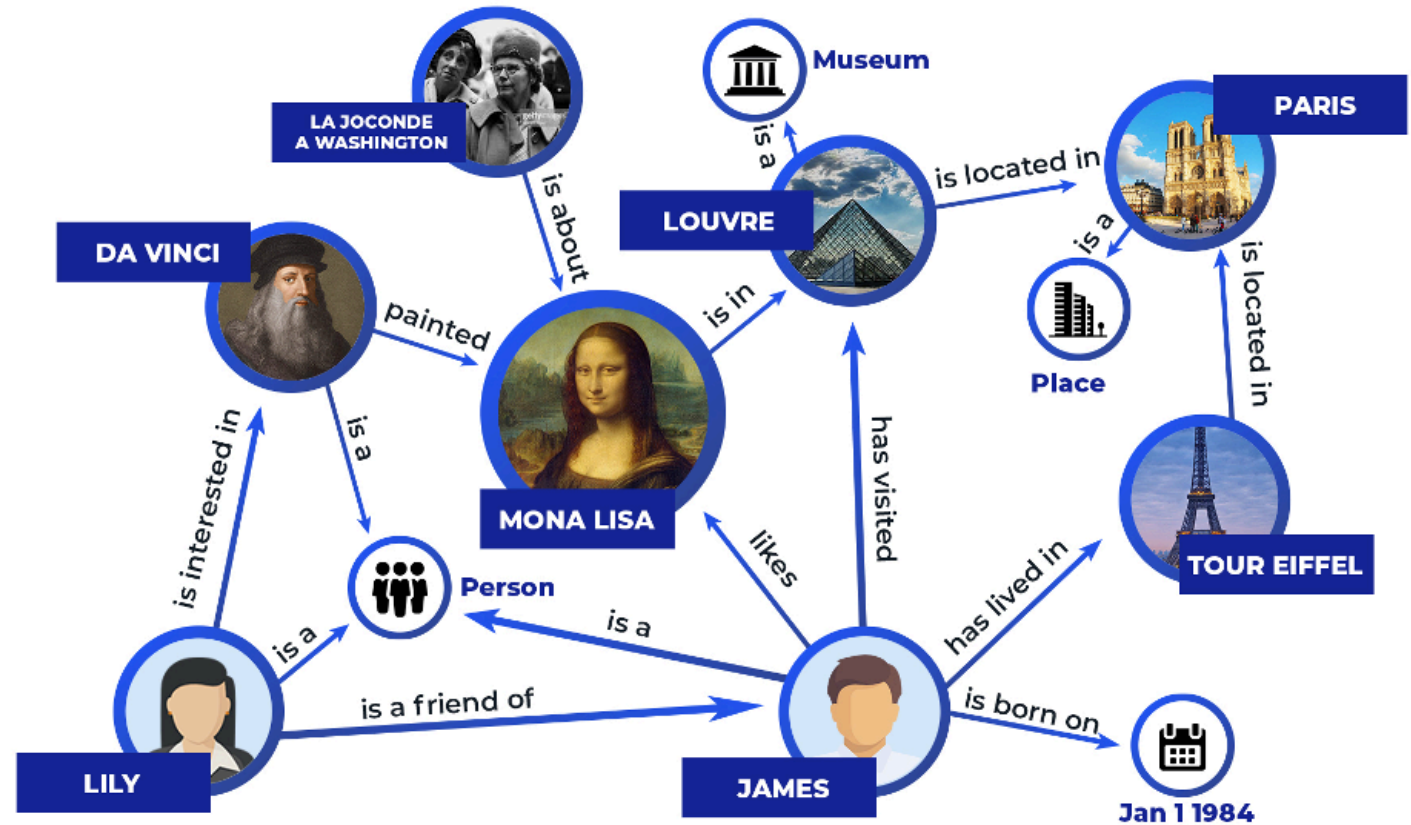 LA JOCONDE
A WASHINGTON
gettyimages
Museum
PARIS
is a
is located in
LOUVRE
is about
is a
DA VINCI
is located in
painted
is in
Place
is a
is interested in
has visited
MONA LISA
likes
TOUR EIFFEL
has lived in
Person
is a
is a
is a friend of
is born on
LILY
JAMES
Jan 1 1984